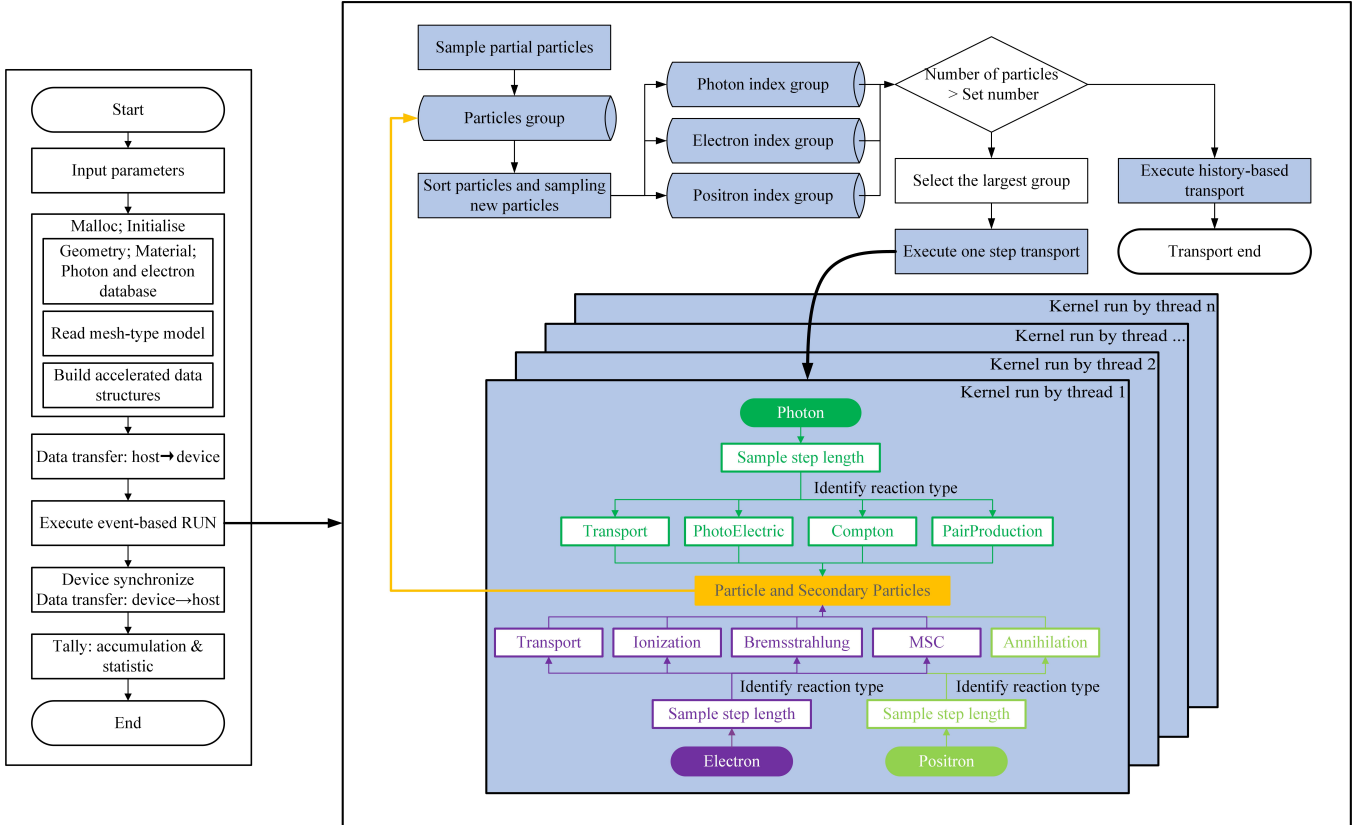 Start
Input parameters
Malloc; Initialise
Geometry; Material;
Photon and electron
database
Read mesh-type model
Build accelerated data
structures
Data transfer: host→device
Execute event-based RUN
Device synchronize
Data transfer: device→host
Tally: accumulation &
statistic
End
Sample partial particles
Particles group
Sort particles and sampling
new particles
Photon index group
Electron index group
Positron index group
Number of particles
> Set number
Select the largest group
Execute one step transport
Execute history-based
transport
Transport end
Kernel run by thread n
Kernel run by thread ...
Kernel run by thread 2
Kernel run by thread 1
Photon
Sample step length
Identify reaction type
Transport
PhotoElectric
Compton
PairProduction
Particle and Secondary Particles
Transport
Ionization
Bremsstrahlung
MSC
Annihilation
Identify reaction type
Identify reaction type
Sample step length
Sample step length
Electron
Positron